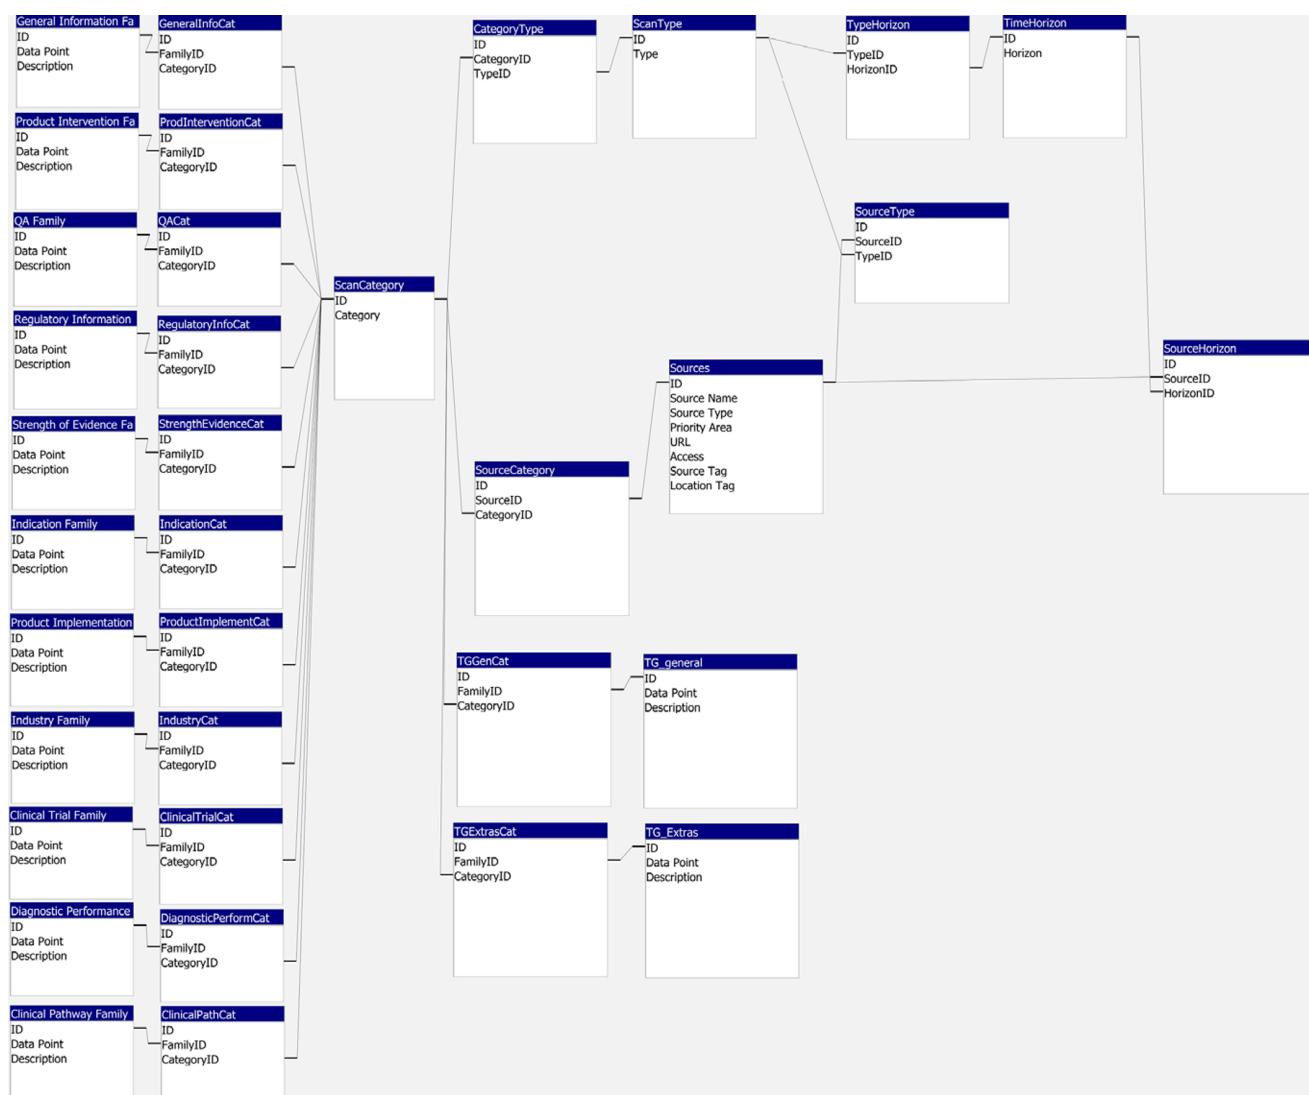 General Information Fa
ID
Data Point
Description
GeneralInfoCat
ID
FamilyID
CategoryID
Product Intervention Fa
ID
Data Point
Description
ProdInterventionCat
ID
FamilyID
CategoryID
QA Family
ID
Data Point
Description
QACat
ID
FamilyID
CategoryID
Regulatory Information
ID
Data Point
Description
RegulatoryInfoCat
ID
FamilyID
CategoryID
Strength of Evidence Fa
ID
Data Point
Description
StrengthEvidenceCat
ID
FamilyID
CategoryID
Indication Family
ID
Data Point
Description
IndicationCat
ID
FamilyID
CategoryID
Product Implementation
ID
Data Point
Description
ProductImplementCat
ID
FamilyID
CategoryID
Industry Family
ID
Data Point
Description
IndustryCat
ID
FamilyID
CategoryID
Clinical Trial Family
ID
Data Point
Description
ClinicalTrialCat
ID
FamilyID
CategoryID
Diagnostic Performance
ID
Data Point
Description
DiagnosticPerformCat
ID
FamilyID
CategoryID
Clinical Pathway Family
ID
Data Point
Description
ClinicalPathCat
ID
FamilyID
CategoryID
ScanCategory
ID
Category
CategoryType
ID
CategoryID
TypeID
ScanType
ID
Type
TypeHorizon
ID
TypeID
HorizonID
TimeHorizon
ID
Horizon
SourceType
ID
SourceID
TypeID
SourceHorizon
ID
SourceID
HorizonID
Sources
ID
Source Name
Source Type
Priority Area
URL
Access
Source Tag
Location Tag
SourceCategory
ID
SourceID
CategoryID
TGGenCat
ID
FamilyID
CategoryID
TG_general
ID
Data Point
Description
TGExtrasCat
ID
FamilyID
CategoryID
TG_Extras
ID
Data Point
Description